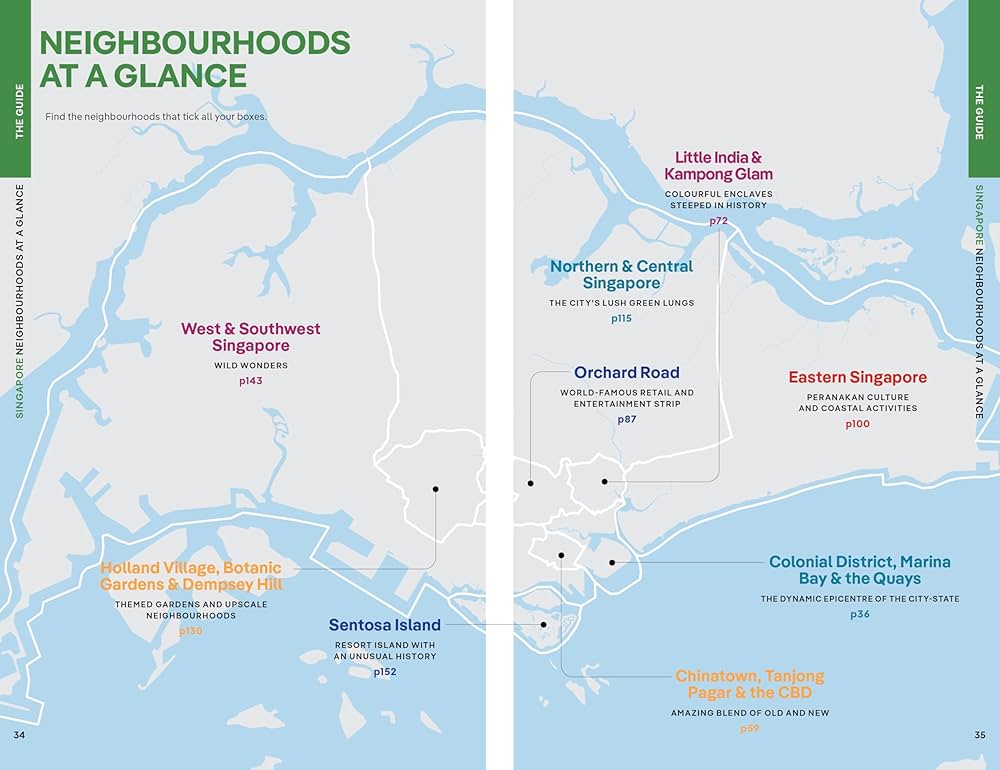 NEIGHBOURHOODS
AT A GLANCE
Find the neighbourhoods that tick all your boxes.
THE GUIDE
SINGAPORE NEIGHBOURHOODS AT A GLANCE
West & Southwest
Singapore
WILD WONDERS
p143
Holland Village, Botanic
Gardens & Dempsey Hill
THEMED GARDENS AND UPSCALE
NEIGHBOURHOODS
p130
Sentosa Island
RESORT ISLAND WITH
AN UNUSUAL HISTORY
p152
34
Little India &
Kampong Glam
COLOURFUL ENCLAVES
STEEPED IN HISTORY
p72
Northern & Central
Singapore
THE CITY'S LUSH GREEN LUNGS
p115
Orchard Road
WORLD-FAMOUS RETAIL AND
ENTERTAINMENT STRIP
p87
Eastern Singapore
PERANAKAN CULTURE
AND COASTAL ACTIVITIES
p100
Colonial District, Marina
Bay & the Quays
THE DYNAMIC EPICENTRE OF THE CITY-STATE
p36
Chinatown, Tanjong
Pagar & the CBD
AMAZING BLEND OF OLD AND NEW
p59
THE GUIDE
SINGAPORE NEIGHBOURHOODS AT A GLANCE
35